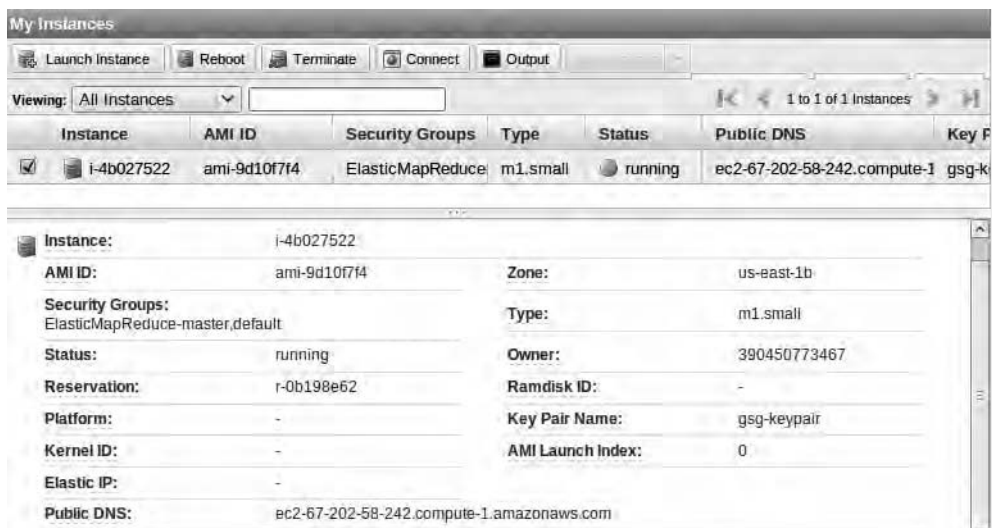 My Instances
Launch Instance Reboot Terminate Connect Output
Viewing: All Instances 1 to 1 of 1 Instances
Instance AMI ID Security Groups Type Status Public DNS Key P
i-4b027522 ami-9d10f7f4 ElasticMapReduce m1.small running ec2-67-202-58-242.compute-1 gsg-k
Instance: i-4b027522
AMI ID: ami-9d10f7f4 Zone: us-east-1b
Security Groups:
ElasticMapReduce-master,default
Type: m1.small
Status: running Owner: 390450773467
Reservation: r-0b198e62 Ramdisk ID: -
Platform: - Key Pair Name: gsg-keypair
Kernel ID: - AMI Launch Index: 0
Elastic IP: -
Public DNS: ec2-67-202-58-242.compute-1.amazonaws.com